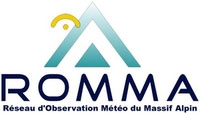 ROMMA
Réseau d'Observation Météo du Massif Alpin